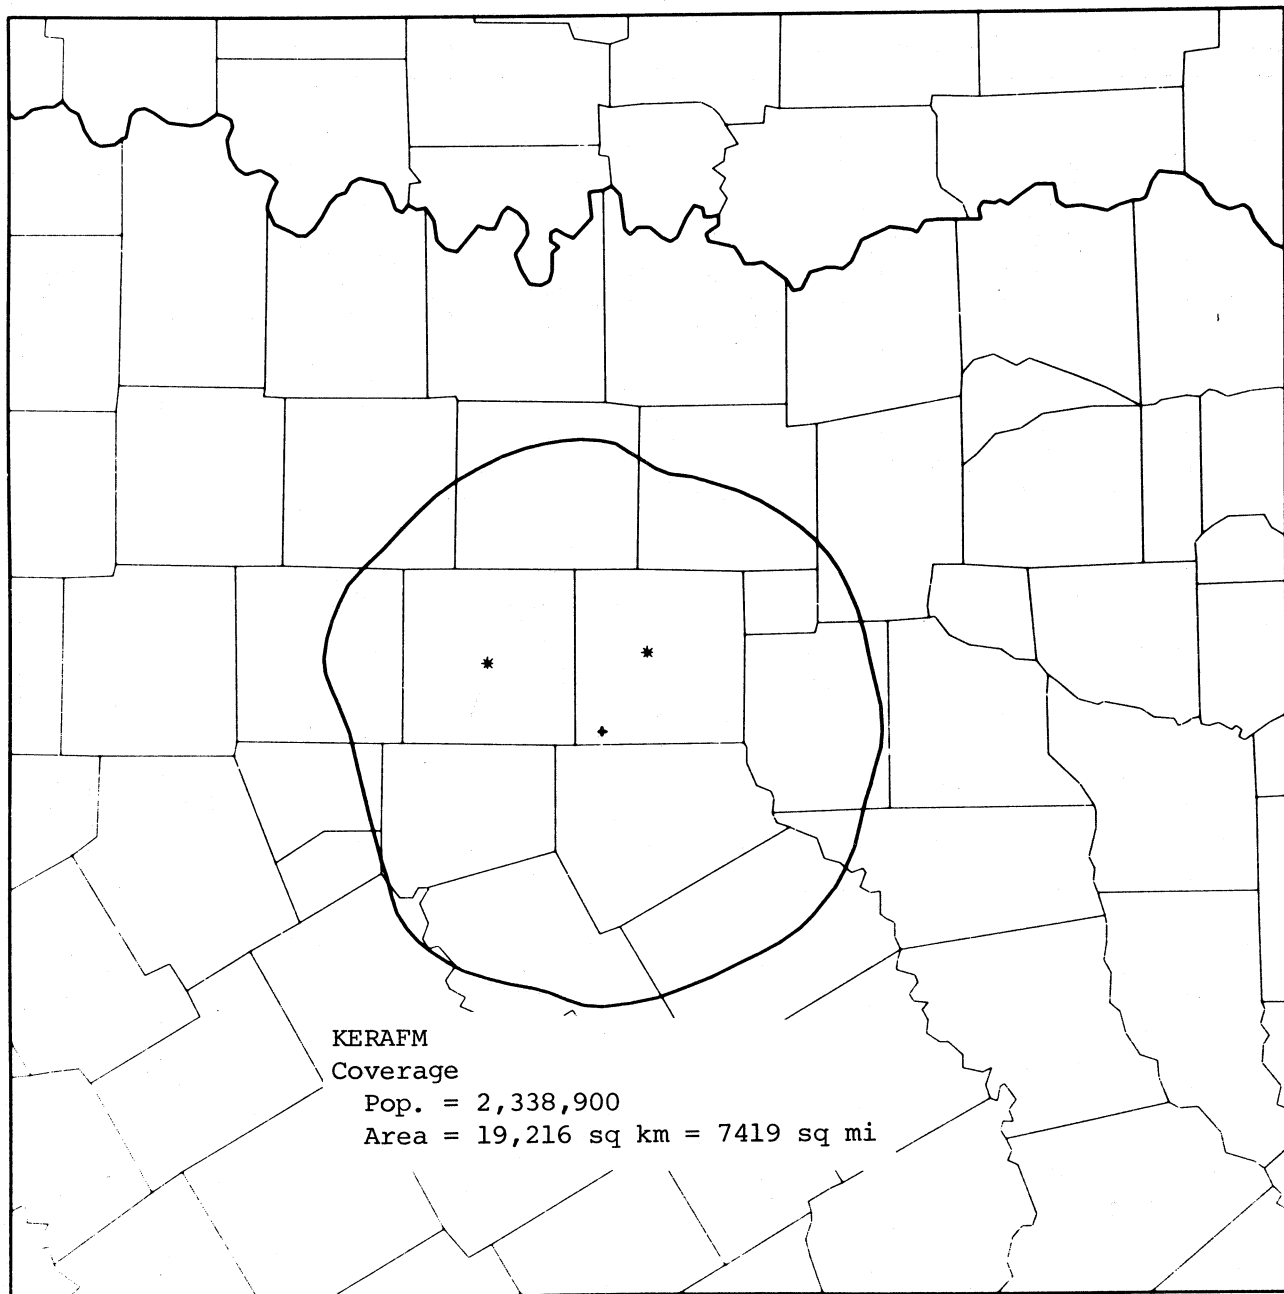 KERAFM
Coverage
Pop. = 2,338,900
Area = 19,216 sq km = 7419 sq mi